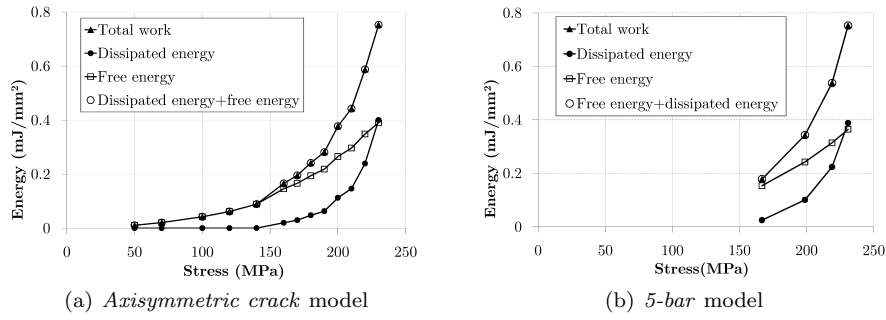 Energy (mJ/mm²)
0.8
0.6
0.4
0.2
0
Total work
Dissipated energy
Free energy
Dissipated energy+free energy
0 50 100 150 200 250
Stress (MPa)
(a) Axisymmetric crack model
Energy (mJ/mm²)
0.8
0.6
0.4
0.2
0
Total work
Dissipated energy
Free energy
Free energy+dissipated energy
0 50 100 150 200 250
Stress(MPa)
(b) 5-bar model